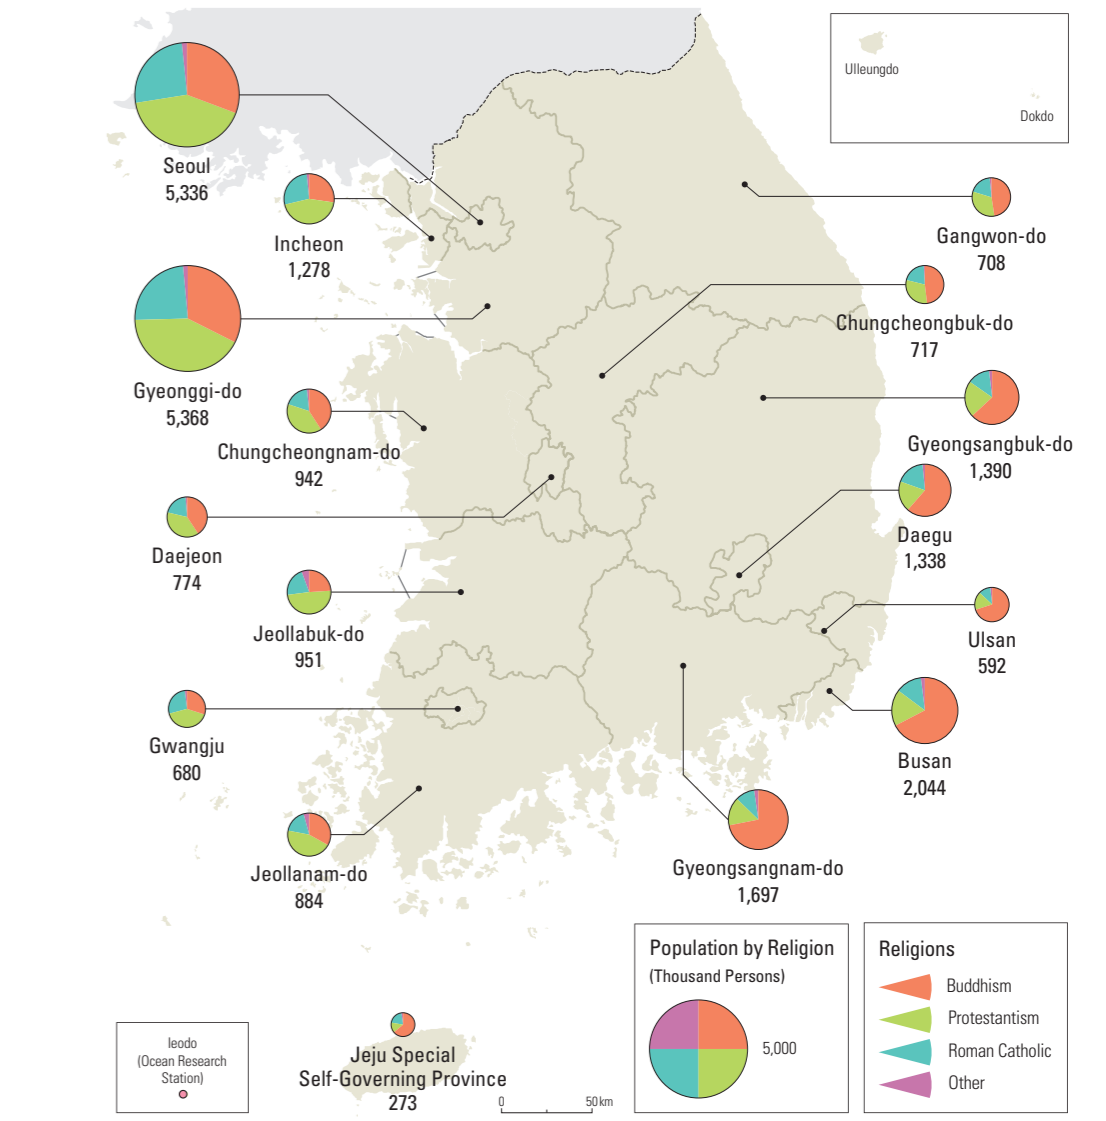 Ulleungdo
Dokdo
Seoul
5,336
Incheon
1,278
Gangwon-do
708
Chungcheongbuk-do
717
Gyeonggi-do
5,368
Chungcheongnam-do
942
Gyeongsangbuk-do
1,390
Daegu
1,338
Daejeon
774
Jeollabuk-do
951
Ulsan
592
Gwangju
680
Busan
2,044
Jeollanam-do
884
Gyeongsangnam-do
1,697
Jeju Special
Self-Governing Province
273
Ieodo
(Ocean Research
Station)
0 50 km
Population by Religion
(Thousand Persons)
5,000
Religions
Buddhism
Protestantism
Roman Catholic
Other